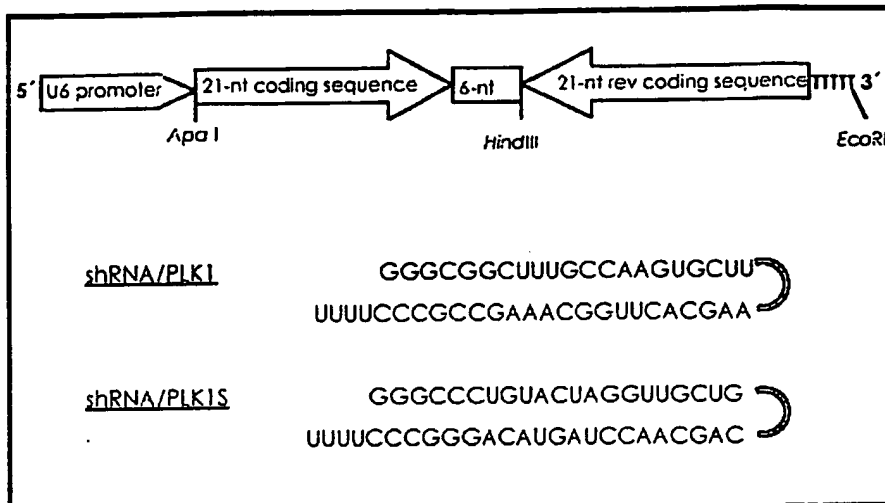 5´ U6 promoter 21-nt coding sequence 6-nt 21-nt rev coding sequence TTTTT 3´
Apa I HindIII EcoRI
shRNA/PLK1 GGGCGGCUUUGCCAAGUGCUU
UUUUCCCGCCGAAACGGUUCACGAA
shRNA/PLK1S GGGCCCUGUACUAGGUUGCUG
UUUUCCCGGGACAUGAUCCAACGAC